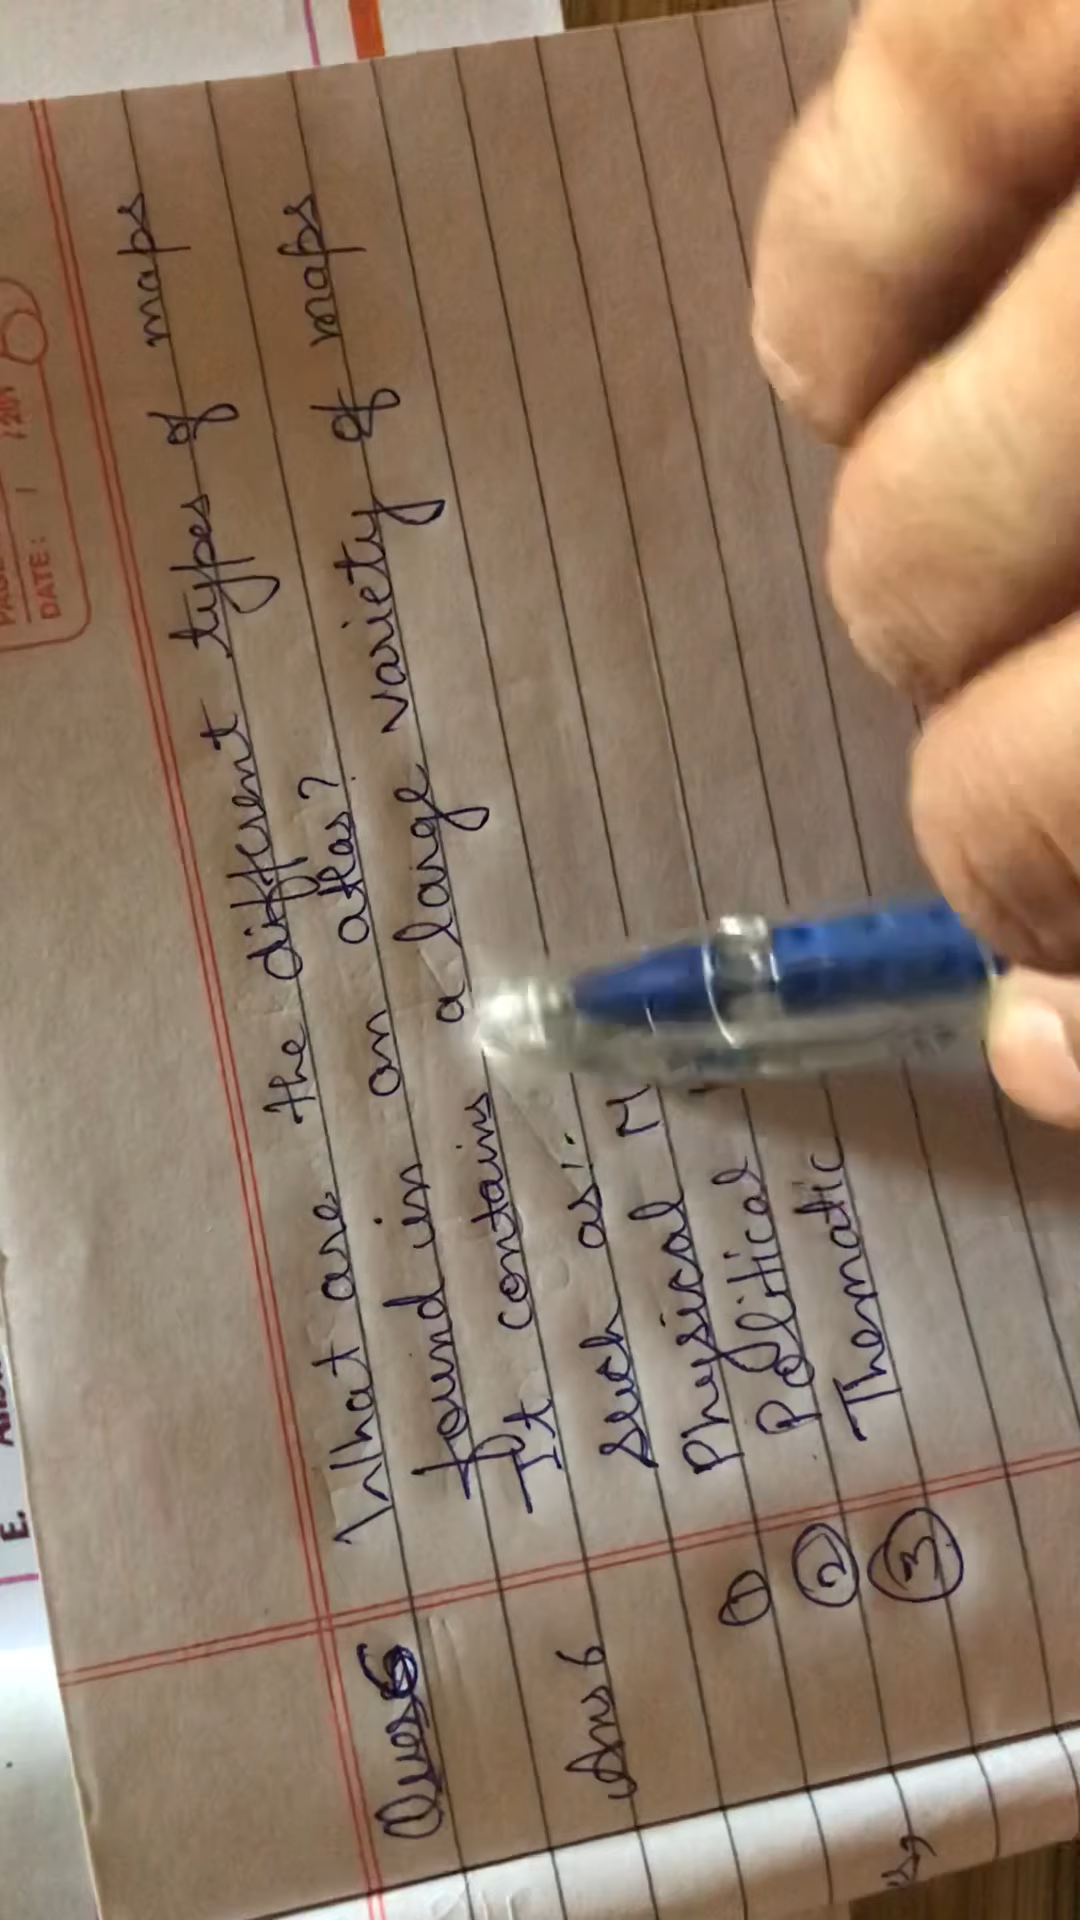 DATE:
Ques6 What are the different types of maps
found in an atlas?
Ans 6 It contains a large variety of maps
such as:
① Physical M
② Political
③ Thematic
E.